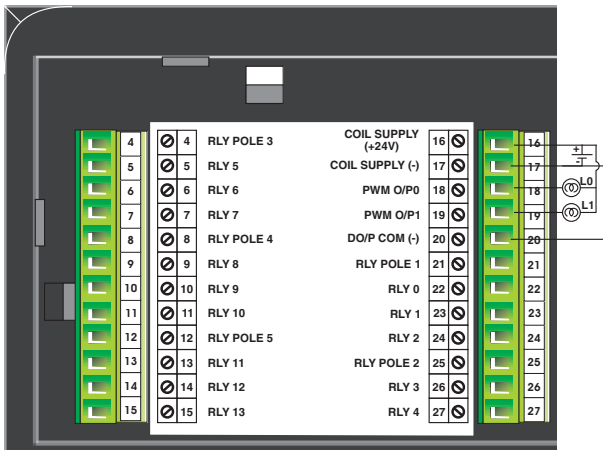 4 4 RLY POLE 3 COIL SUPPLY (+24V) 16 16
5 5 RLY 5 COIL SUPPLY (-) 17 17
6 6 RLY 6 PWM O/P0 18 18
7 7 RLY 7 PWM O/P1 19 19
8 8 RLY POLE 4 DO/P COM (-) 20 20
9 9 RLY 8 RLY POLE 1 21 21
10 10 RLY 9 RLY 0 22 22
11 11 RLY 10 RLY 1 23 23
12 12 RLY POLE 5 RLY 2 24 24
13 13 RLY 11 RLY POLE 2 25 25
14 14 RLY 12 RLY 3 26 26
15 15 RLY 13 RLY 4 27 27
+
-
L0
L1